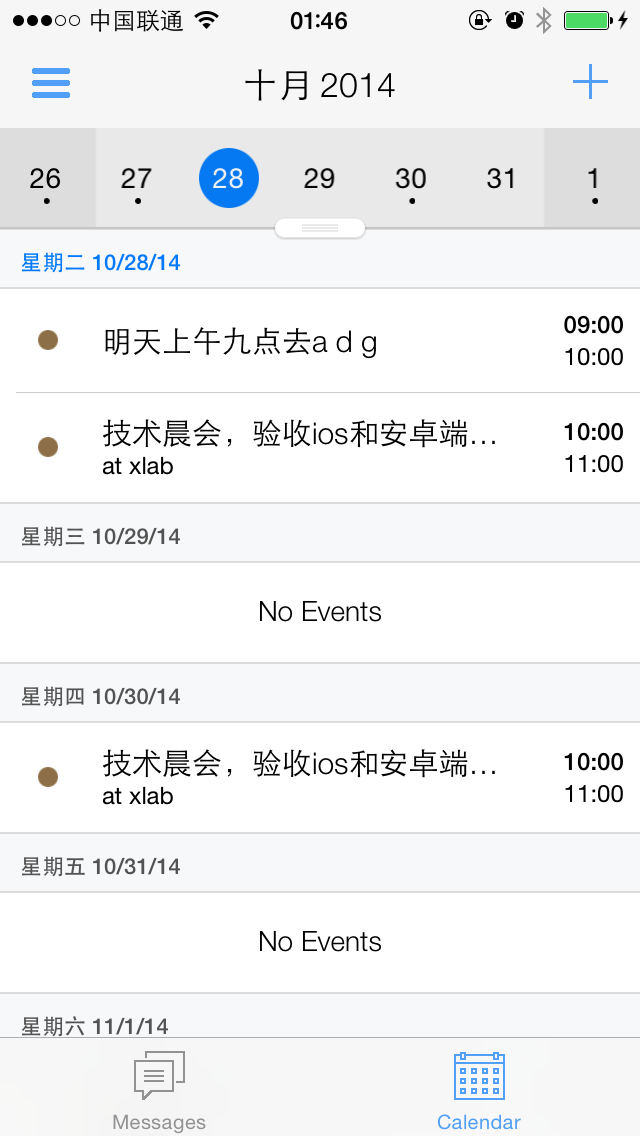 中国联通 01:46
十月 2014
26 27 28 29 30 31 1
星期二 10/28/14
明天上午九点去a d g 09:00
10:00
技术晨会，验收ios和安卓端… 10:00
at xlab 11:00
星期三 10/29/14
No Events
星期四 10/30/14
技术晨会，验收ios和安卓端… 10:00
at xlab 11:00
星期五 10/31/14
No Events
星期六 11/1/14
Messages Calendar